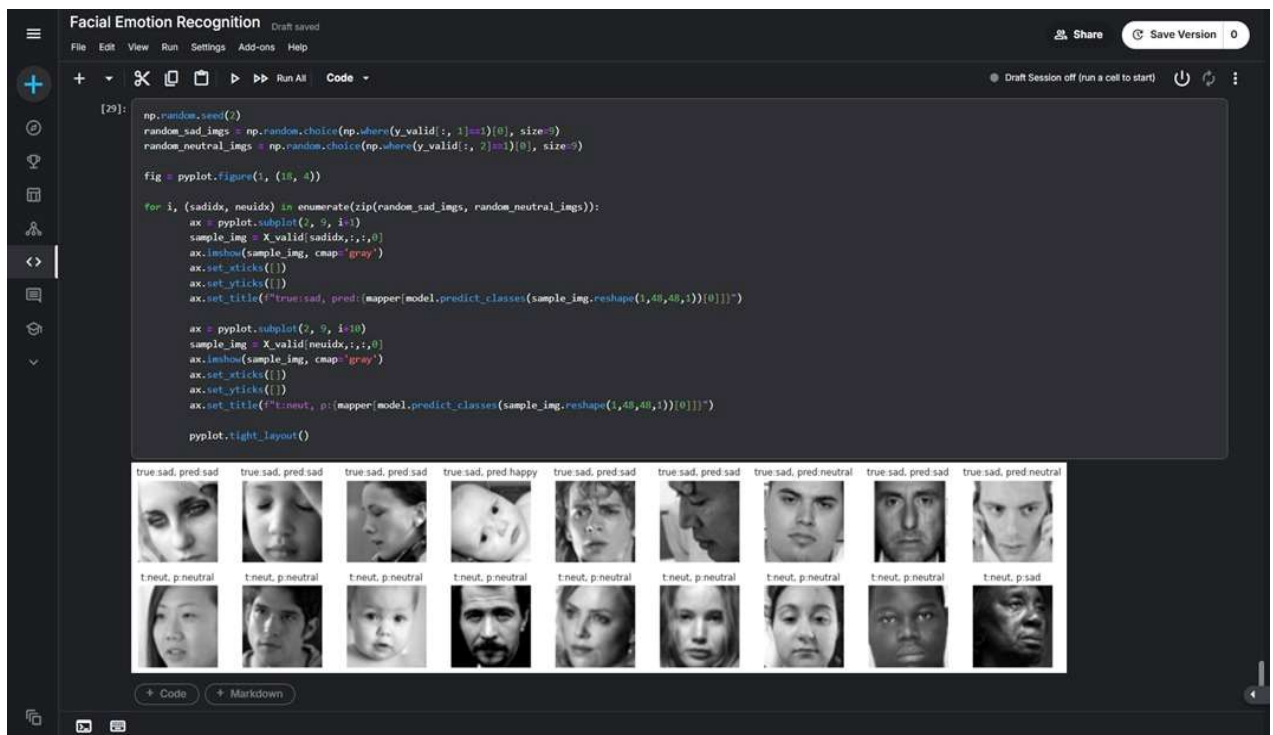 Facial Emotion Recognition Draft saved
File Edit View Run Settings Add-ons Help
Share
Save Version 0
Run All Code
Draft Session off (run a cell to start)
[29]:
np.random.seed(2)
random_sad_imgs = np.random.choice(np.where(y_valid[:, 1]==1)[0], size=9)
random_neutral_imgs = np.random.choice(np.where(y_valid[:, 2]==1)[0], size=9)
fig = pyplot.figure(1, (18, 4))
for i, (sadidx, neuidx) in enumerate(zip(random_sad_imgs, random_neutral_imgs)):
ax = pyplot.subplot(2, 9, i+1)
sample_img = X_valid[sadidx,:,:,0]
ax.imshow(sample_img, cmap='gray')
ax.set_xticks([])
ax.set_yticks([])
ax.set_title(f"true:sad, pred:{mapper[model.predict_classes(sample_img.reshape(1,48,48,1))[0]]}")
ax = pyplot.subplot(2, 9, i+10)
sample_img = X_valid[neuidx,:,:,0]
ax.imshow(sample_img, cmap='gray')
ax.set_xticks([])
ax.set_yticks([])
ax.set_title(f"t:neut, p:{mapper[model.predict_classes(sample_img.reshape(1,48,48,1))[0]]}")
pyplot.tight_layout()
true:sad, pred:sad true:sad, pred:sad true:sad, pred:sad true:sad, pred:happy true:sad, pred:sad true:sad, pred:sad true:sad, pred:neutral true:sad, pred:sad true:sad, pred:neutral
t:neut, p:neutral t:neut, p:neutral t:neut, p:neutral t:neut, p:neutral t:neut, p:neutral t:neut, p:neutral t:neut, p:neutral t:neut, p:neutral t:neut, p:sad
+ Code + Markdown